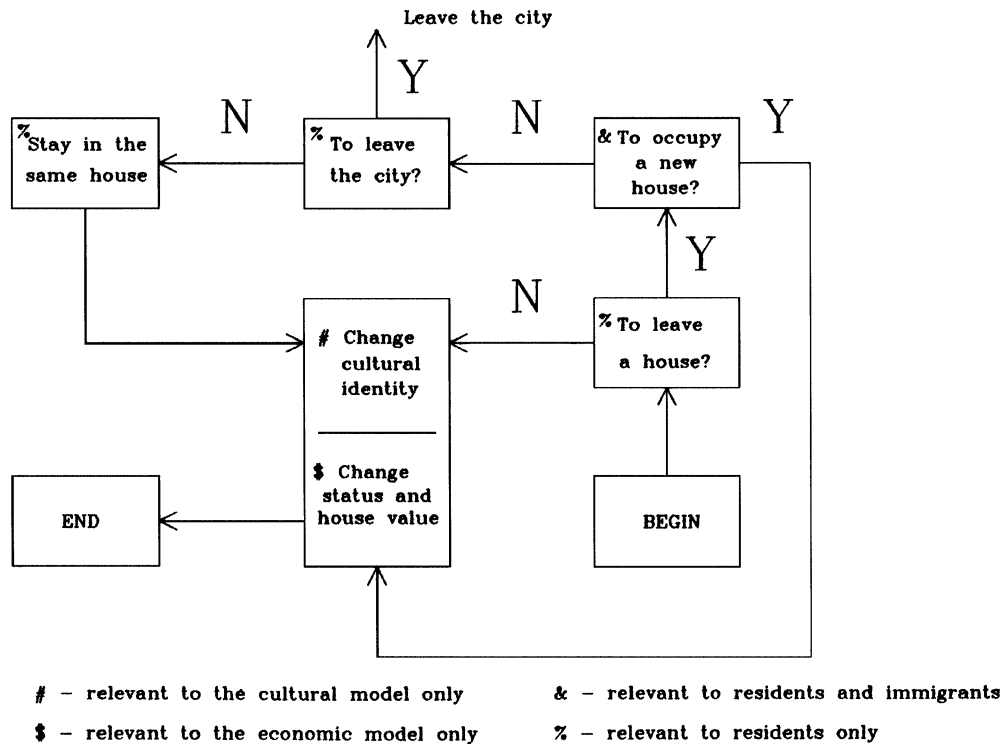 Leave the city
Y
N
N
Y
% Stay in the
same house
% To leave
the city?
& To occupy
a new
house?
Y
N
# Change
cultural
identity
% To leave
a house?
$ Change
status and
house value
END
BEGIN
# – relevant to the cultural model only
& – relevant to residents and immigrants
$ – relevant to the economic model only
% – relevant to residents only